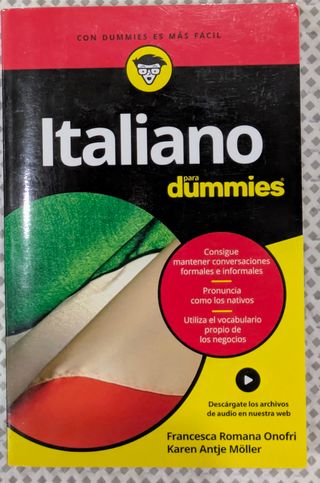 CON DUMMIES ES MÁS FÁCIL
Italiano
para
dummies®
Consigue
mantener conversaciones
formales e informales
Pronuncia
como los nativos
Utiliza el vocabulario
propio de
los negocios
Descárgate los archivos
de audio en nuestra web
Francesca Romana Onofri
Karen Antje Möller